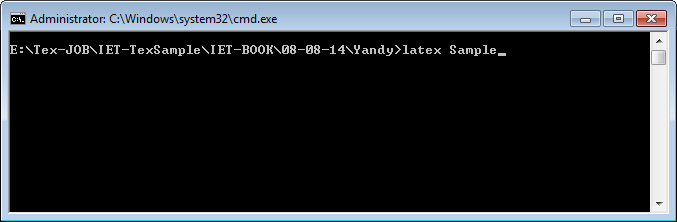 Administrator: C:\Windows\system32\cmd.exe
E:\Tex-JOB\IET-TexSample\IET-BOOK\08-08-14\Yandy>latex Sample_